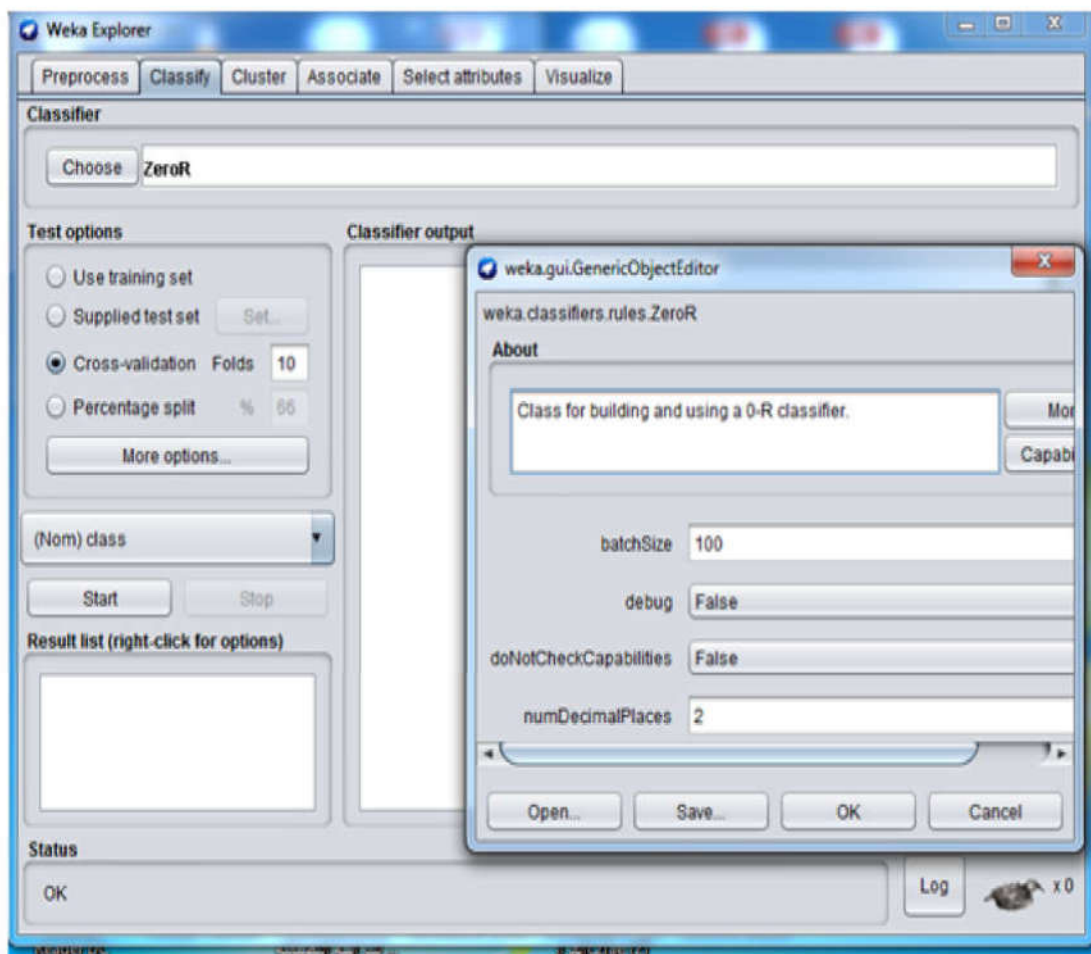 Weka Explorer
Preprocess Classify Cluster Associate Select attributes Visualize
Classifier
Choose ZeroR
Test options
Use training set
Supplied test set Set...
Cross-validation Folds 10
Percentage split % 66
More options...
(Nom) class
Start Stop
Result list (right-click for options)
Classifier output
weka.gui.GenericObjectEditor
weka.classifiers.rules.ZeroR
About
Class for building and using a 0-R classifier.
Mor
Capabi
batchSize 100
debug False
doNotCheckCapabilities False
numDecimalPlaces 2
Open... Save... OK Cancel
Status
OK
Log x 0